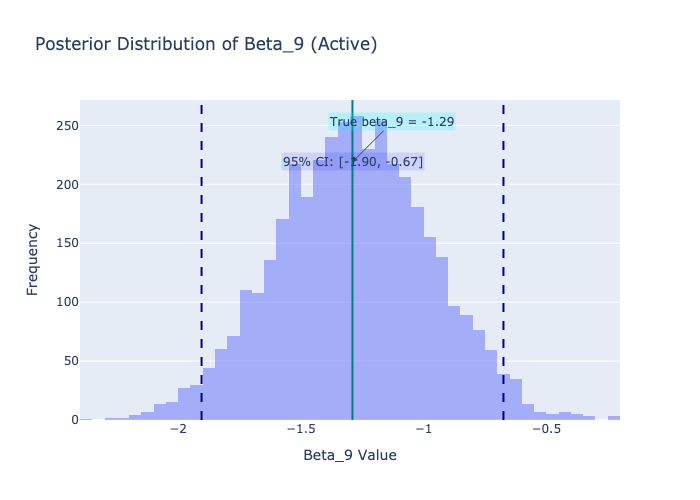 Posterior Distribution of Beta_9 (Active)
True beta_9 = -1.29
95% CI: [-1.90, -0.67]
250
200
150
100
50
0
Frequency
−2
−1.5
−1
−0.5
Beta_9 Value